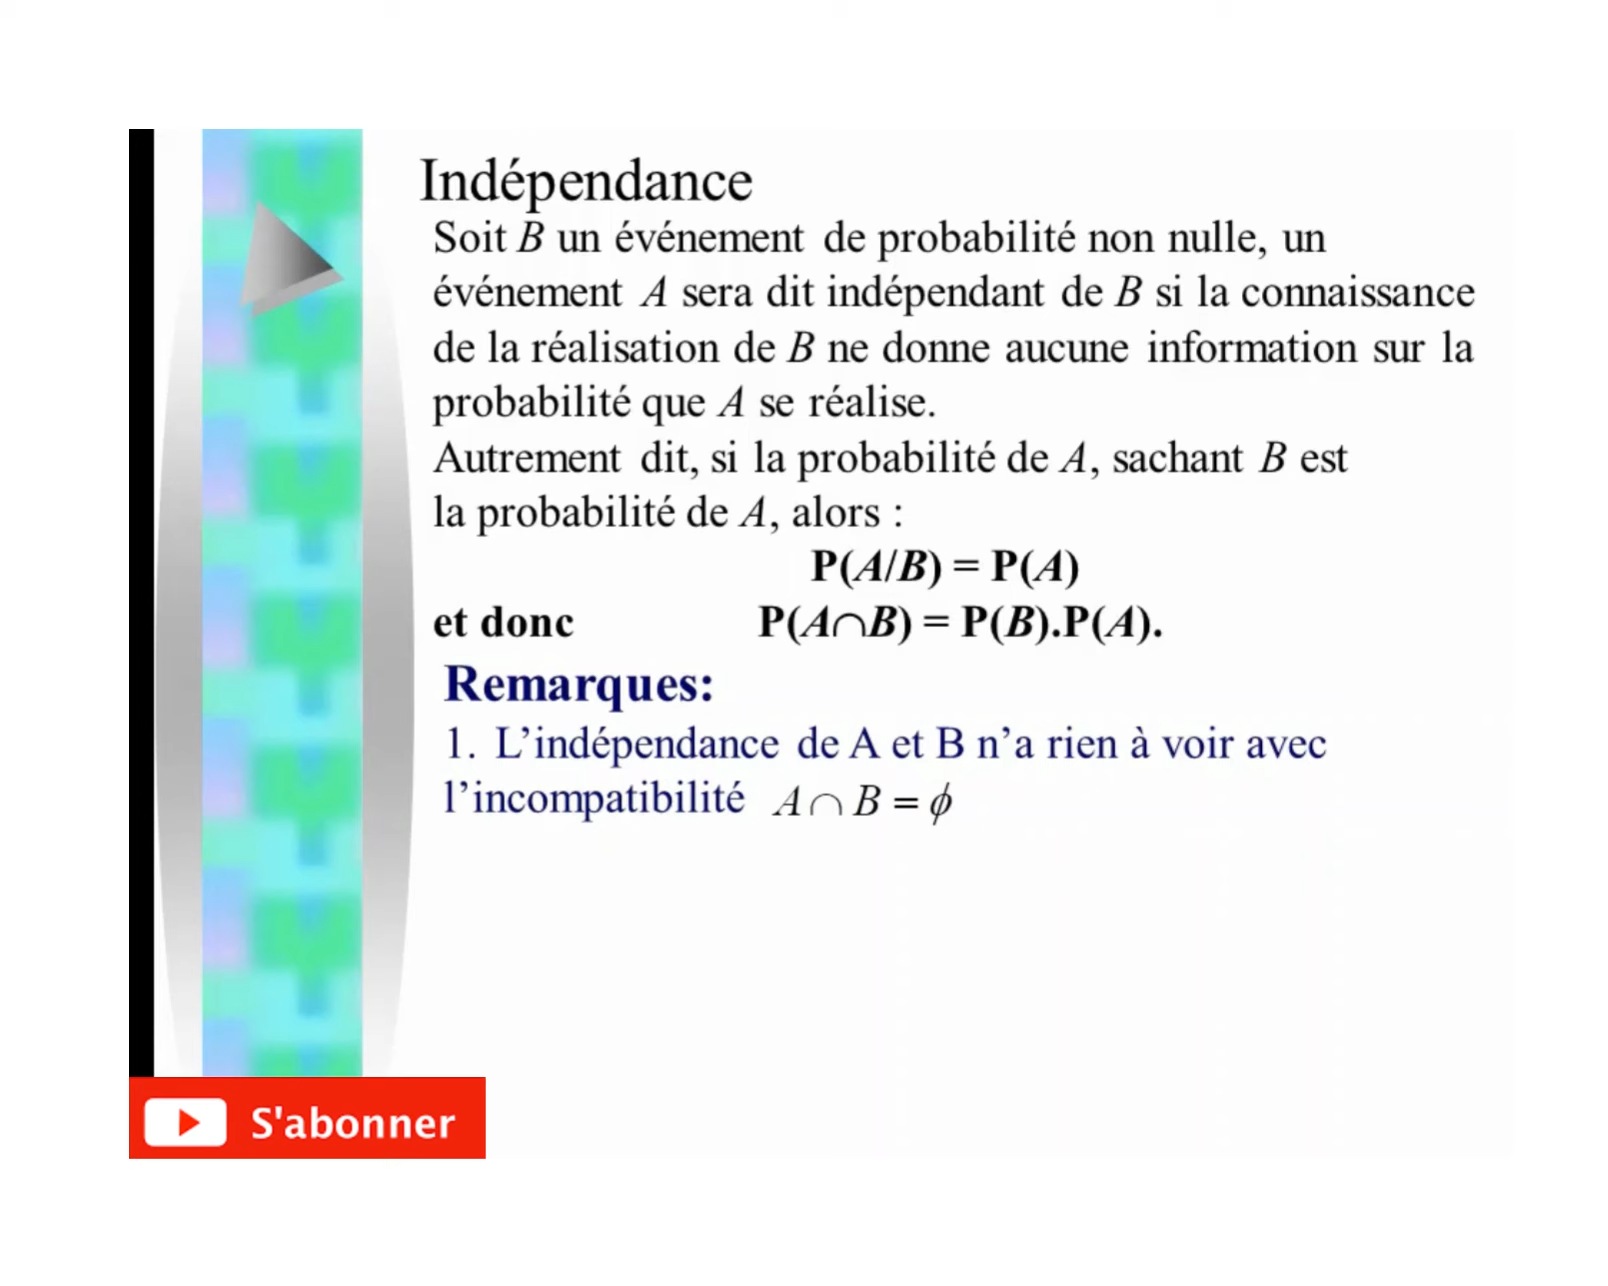 Indépendance
Soit B un événement de probabilité non nulle, un
événement A sera dit indépendant de B si la connaissance
de la réalisation de B ne donne aucune information sur la
probabilité que A se réalise.
Autrement dit, si la probabilité de A, sachant B est
la probabilité de A, alors :
P(A/B) = P(A)
et donc P(A∩B) = P(B).P(A).
Remarques:
1. L’indépendance de A et B n’a rien à voir avec
l’incompatibilité A ∩ B = ϕ
S'abonner